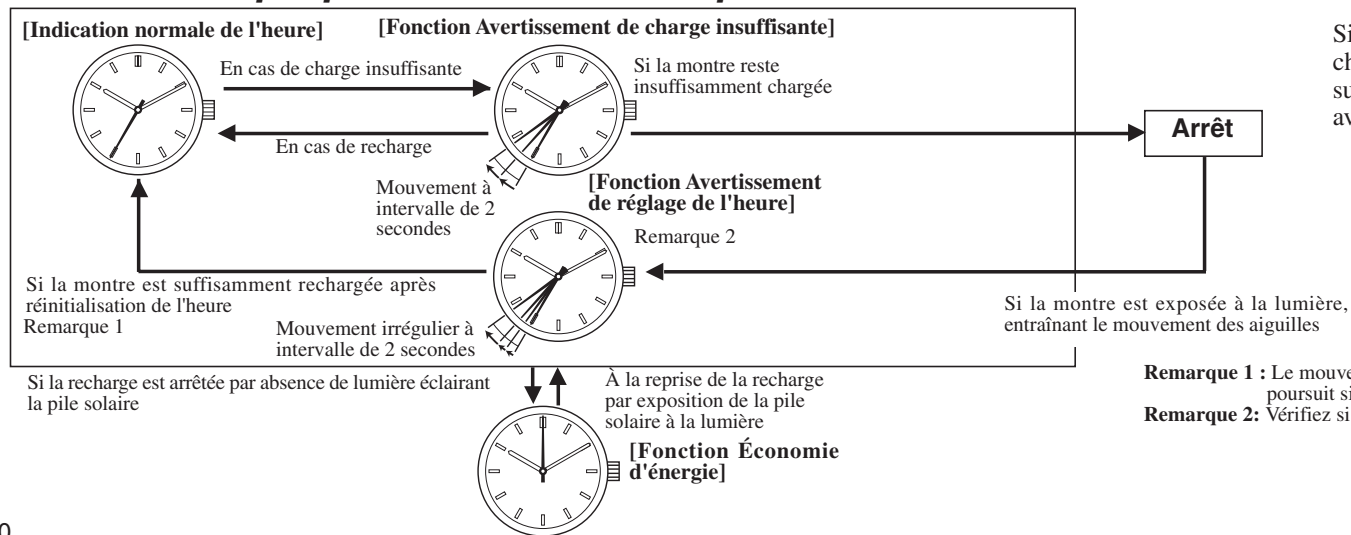 [Indication normale de l'heure]
[Fonction Avertissement de charge insuffisante]
En cas de charge insuffisante
Si la montre reste
insuffisamment chargée
En cas de recharge
Arrêt
Mouvement à
intervalle de 2
secondes
[Fonction Avertissement
de réglage de l'heure]
Remarque 2
Si la montre est suffisamment rechargée après
réinitialisation de l'heure
Remarque 1
Mouvement irrégulier à
intervalle de 2 secondes
Si la montre est exposée à la lumière,
entraînant le mouvement des aiguilles
Si la recharge est arrêtée par absence de lumière éclairant
la pile solaire
À la reprise de la recharge
par exposition de la pile
solaire à la lumière
[Fonction Économie
d'énergie]
Si
ch
su
av
Remarque 1 : Le mouve
poursuit si
Remarque 2: Vérifiez si
0